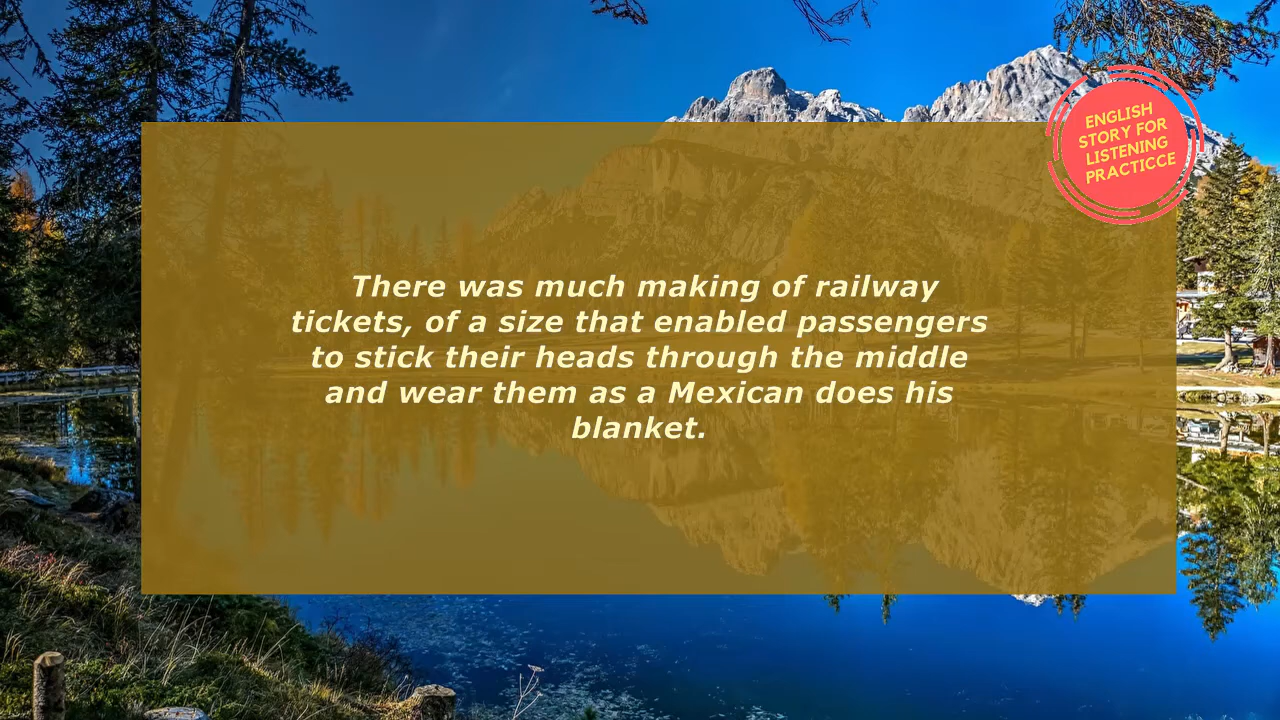 ENGLISH
STORY FOR
LISTENING
PRACTICCE
There was much making of railway
tickets, of a size that enabled passengers
to stick their heads through the middle
and wear them as a Mexican does his
blanket.